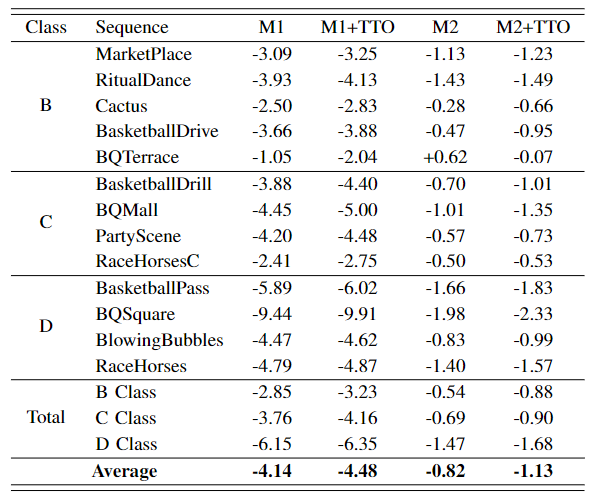 Class Sequence M1 M1+TTO M2 M2+TTO
MarketPlace -3.09 -3.25 -1.13 -1.23
RitualDance -3.93 -4.13 -1.43 -1.49
B Cactus -2.50 -2.83 -0.28 -0.66
BasketballDrive -3.66 -3.88 -0.47 -0.95
BQTerrace -1.05 -2.04 +0.62 -0.07
BasketballDrill -3.88 -4.40 -0.70 -1.01
C BQMall -4.45 -5.00 -1.01 -1.35
PartyScene -4.20 -4.48 -0.57 -0.73
RaceHorsesC -2.41 -2.75 -0.50 -0.53
BasketballPass -5.89 -6.02 -1.66 -1.83
D BQSquare -9.44 -9.91 -1.98 -2.33
BlowingBubbles -4.47 -4.62 -0.83 -0.99
RaceHorses -4.79 -4.87 -1.40 -1.57
B Class -2.85 -3.23 -0.54 -0.88
Total C Class -3.76 -4.16 -0.69 -0.90
D Class -6.15 -6.35 -1.47 -1.68
Average -4.14 -4.48 -0.82 -1.13